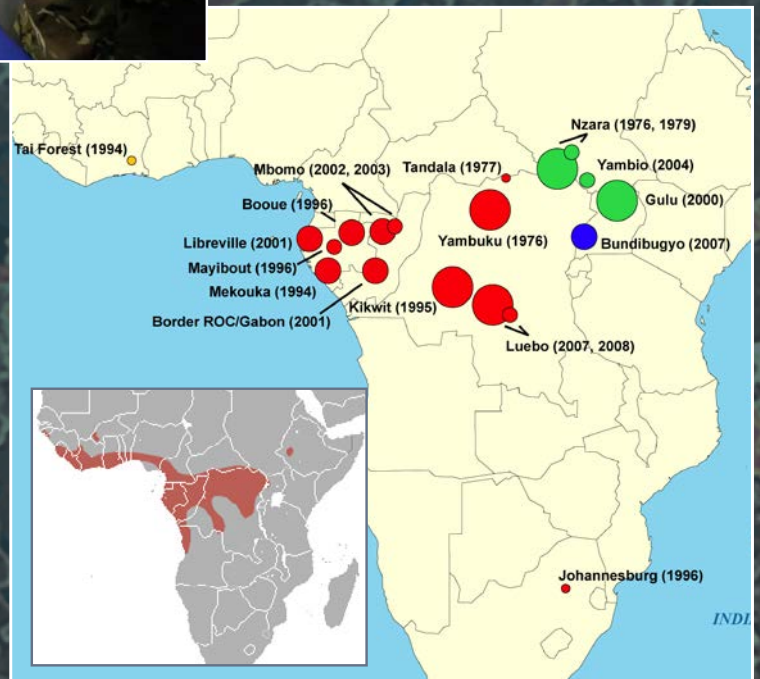 Nzara (1976, 1979)
Tai Forest (1994)
Mbomo (2002, 2003)
Tandala (1977)
Yambio (2004)
Booue (1996)
Gulu (2000)
Libreville (2001)
Yambuku (1976)
Bundibugyo (2007)
Mayibout (1996)
Mekouka (1994)
Kikwit (1995)
Border ROC/Gabon (2001)
Luebo (2007, 2008)
Johannesburg (1996)
INDI